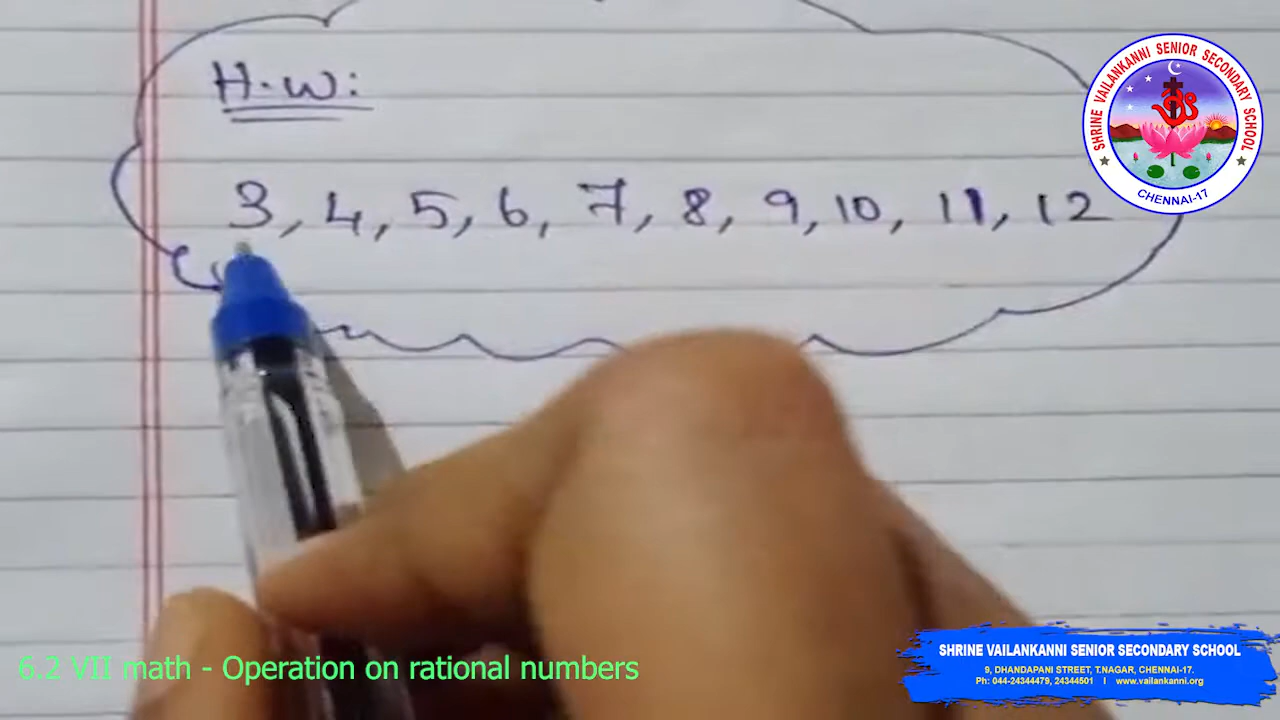 H.W:
3, 4, 5, 6, 7, 8, 9, 10, 11, 12
SHRINE VAILANKANNI SENIOR SECONDARY SCHOOL
CHENNAI-17
6.2 VII math - Operation on rational numbers
SHRINE VAILANKANNI SENIOR SECONDARY SCHOOL
9, DHANDAPANI STREET, T.NAGAR, CHENNAI-17.
Ph: 044-24344479, 24344501 I www.vailankanni.org